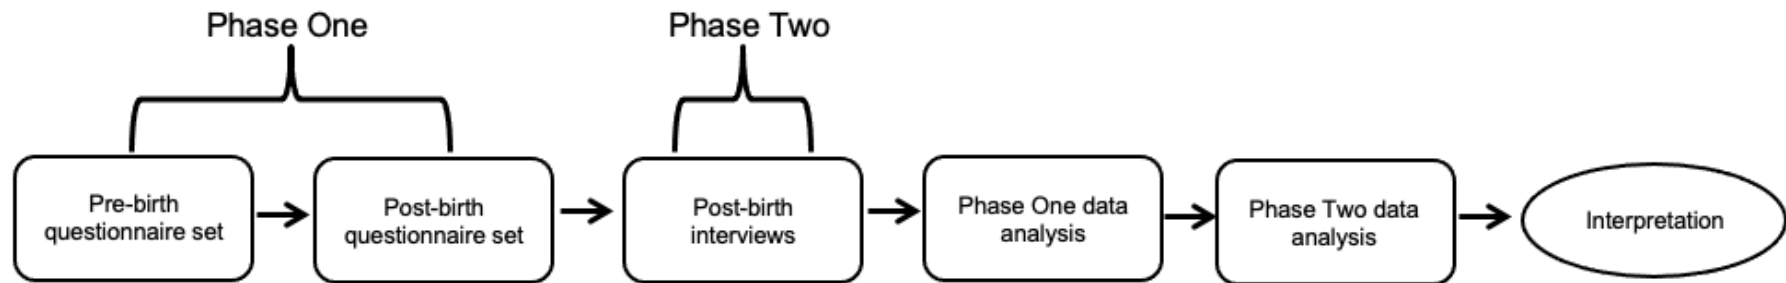 Phase One
Phase Two
Pre-birth
questionnaire set
Post-birth
questionnaire set
Post-birth
interviews
Phase One data
analysis
Phase Two data
analysis
Interpretation